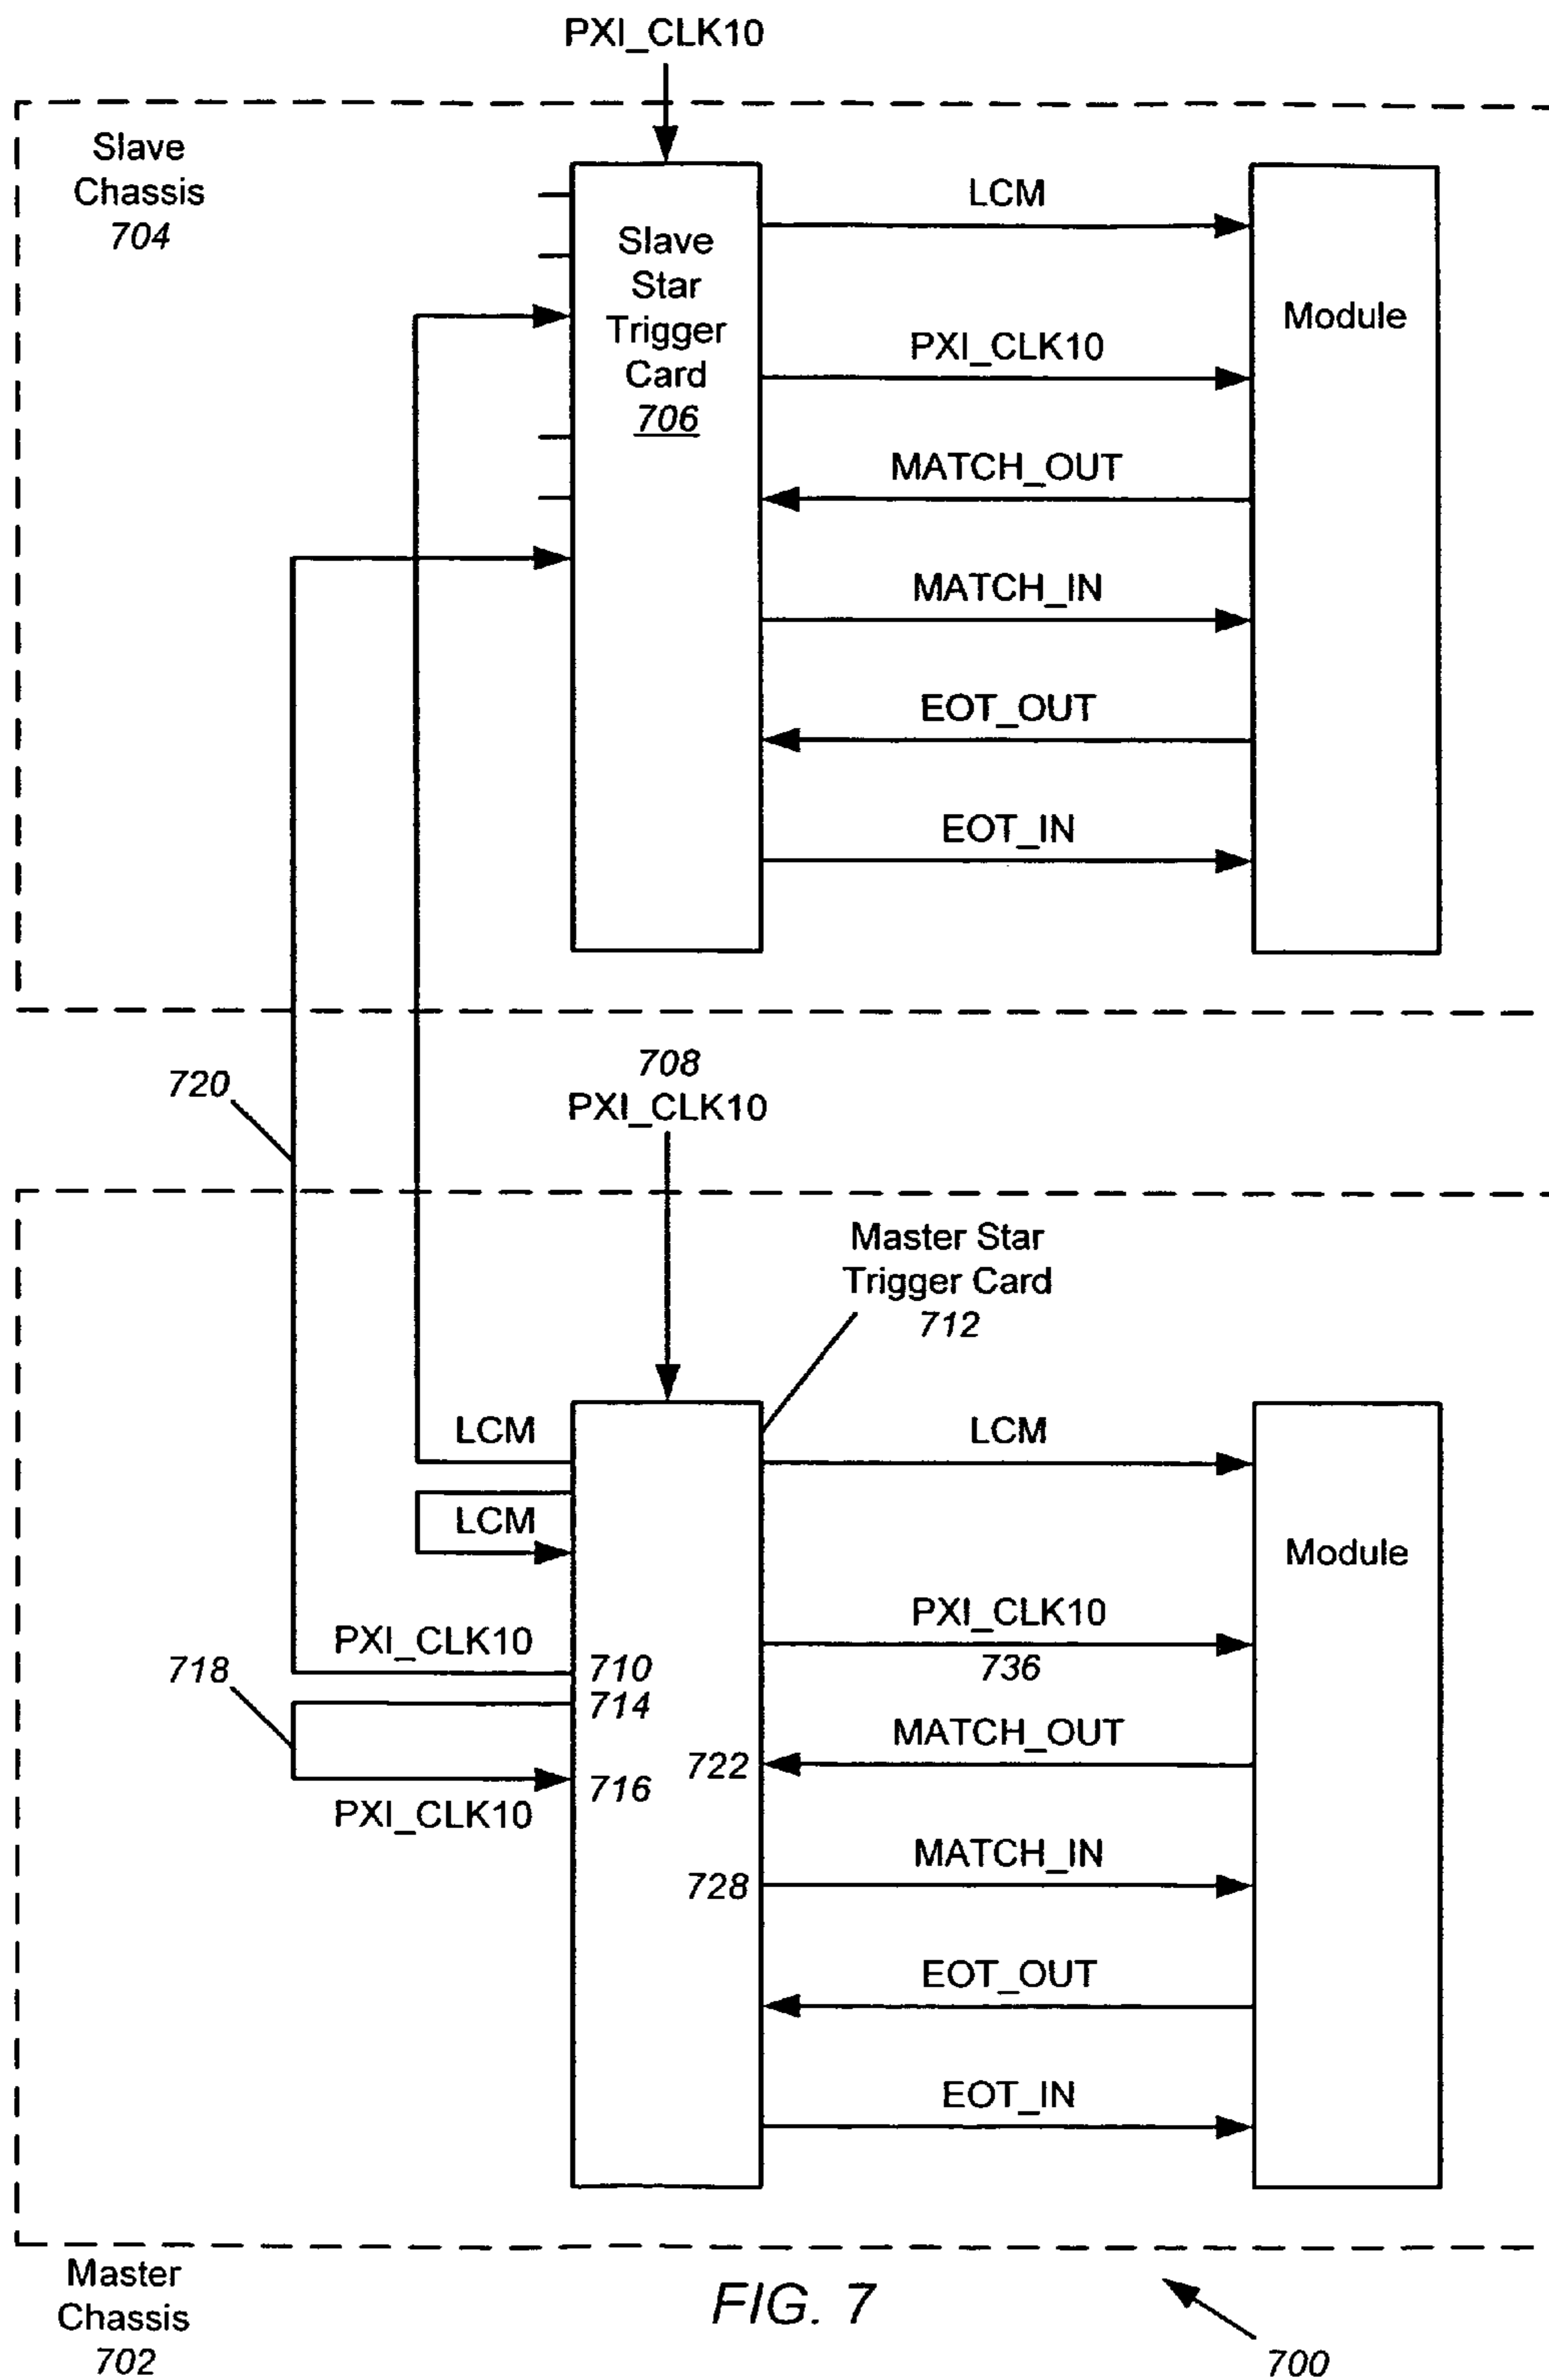 PXI_CLK10
Slave
Chassis
704
Slave
Star
Trigger
Card
706
LCM
PXI_CLK10
MATCH_OUT
MATCH_IN
EOT_OUT
EOT_IN
Module
720
708
PXI_CLK10
Master Star
Trigger Card
712
LCM
LCM
PXI_CLK10
718
PXI_CLK10
710
714
716
722
728
LCM
PXI_CLK10
736
MATCH_OUT
MATCH_IN
EOT_OUT
EOT_IN
Module
Master
Chassis
702
FIG. 7
700